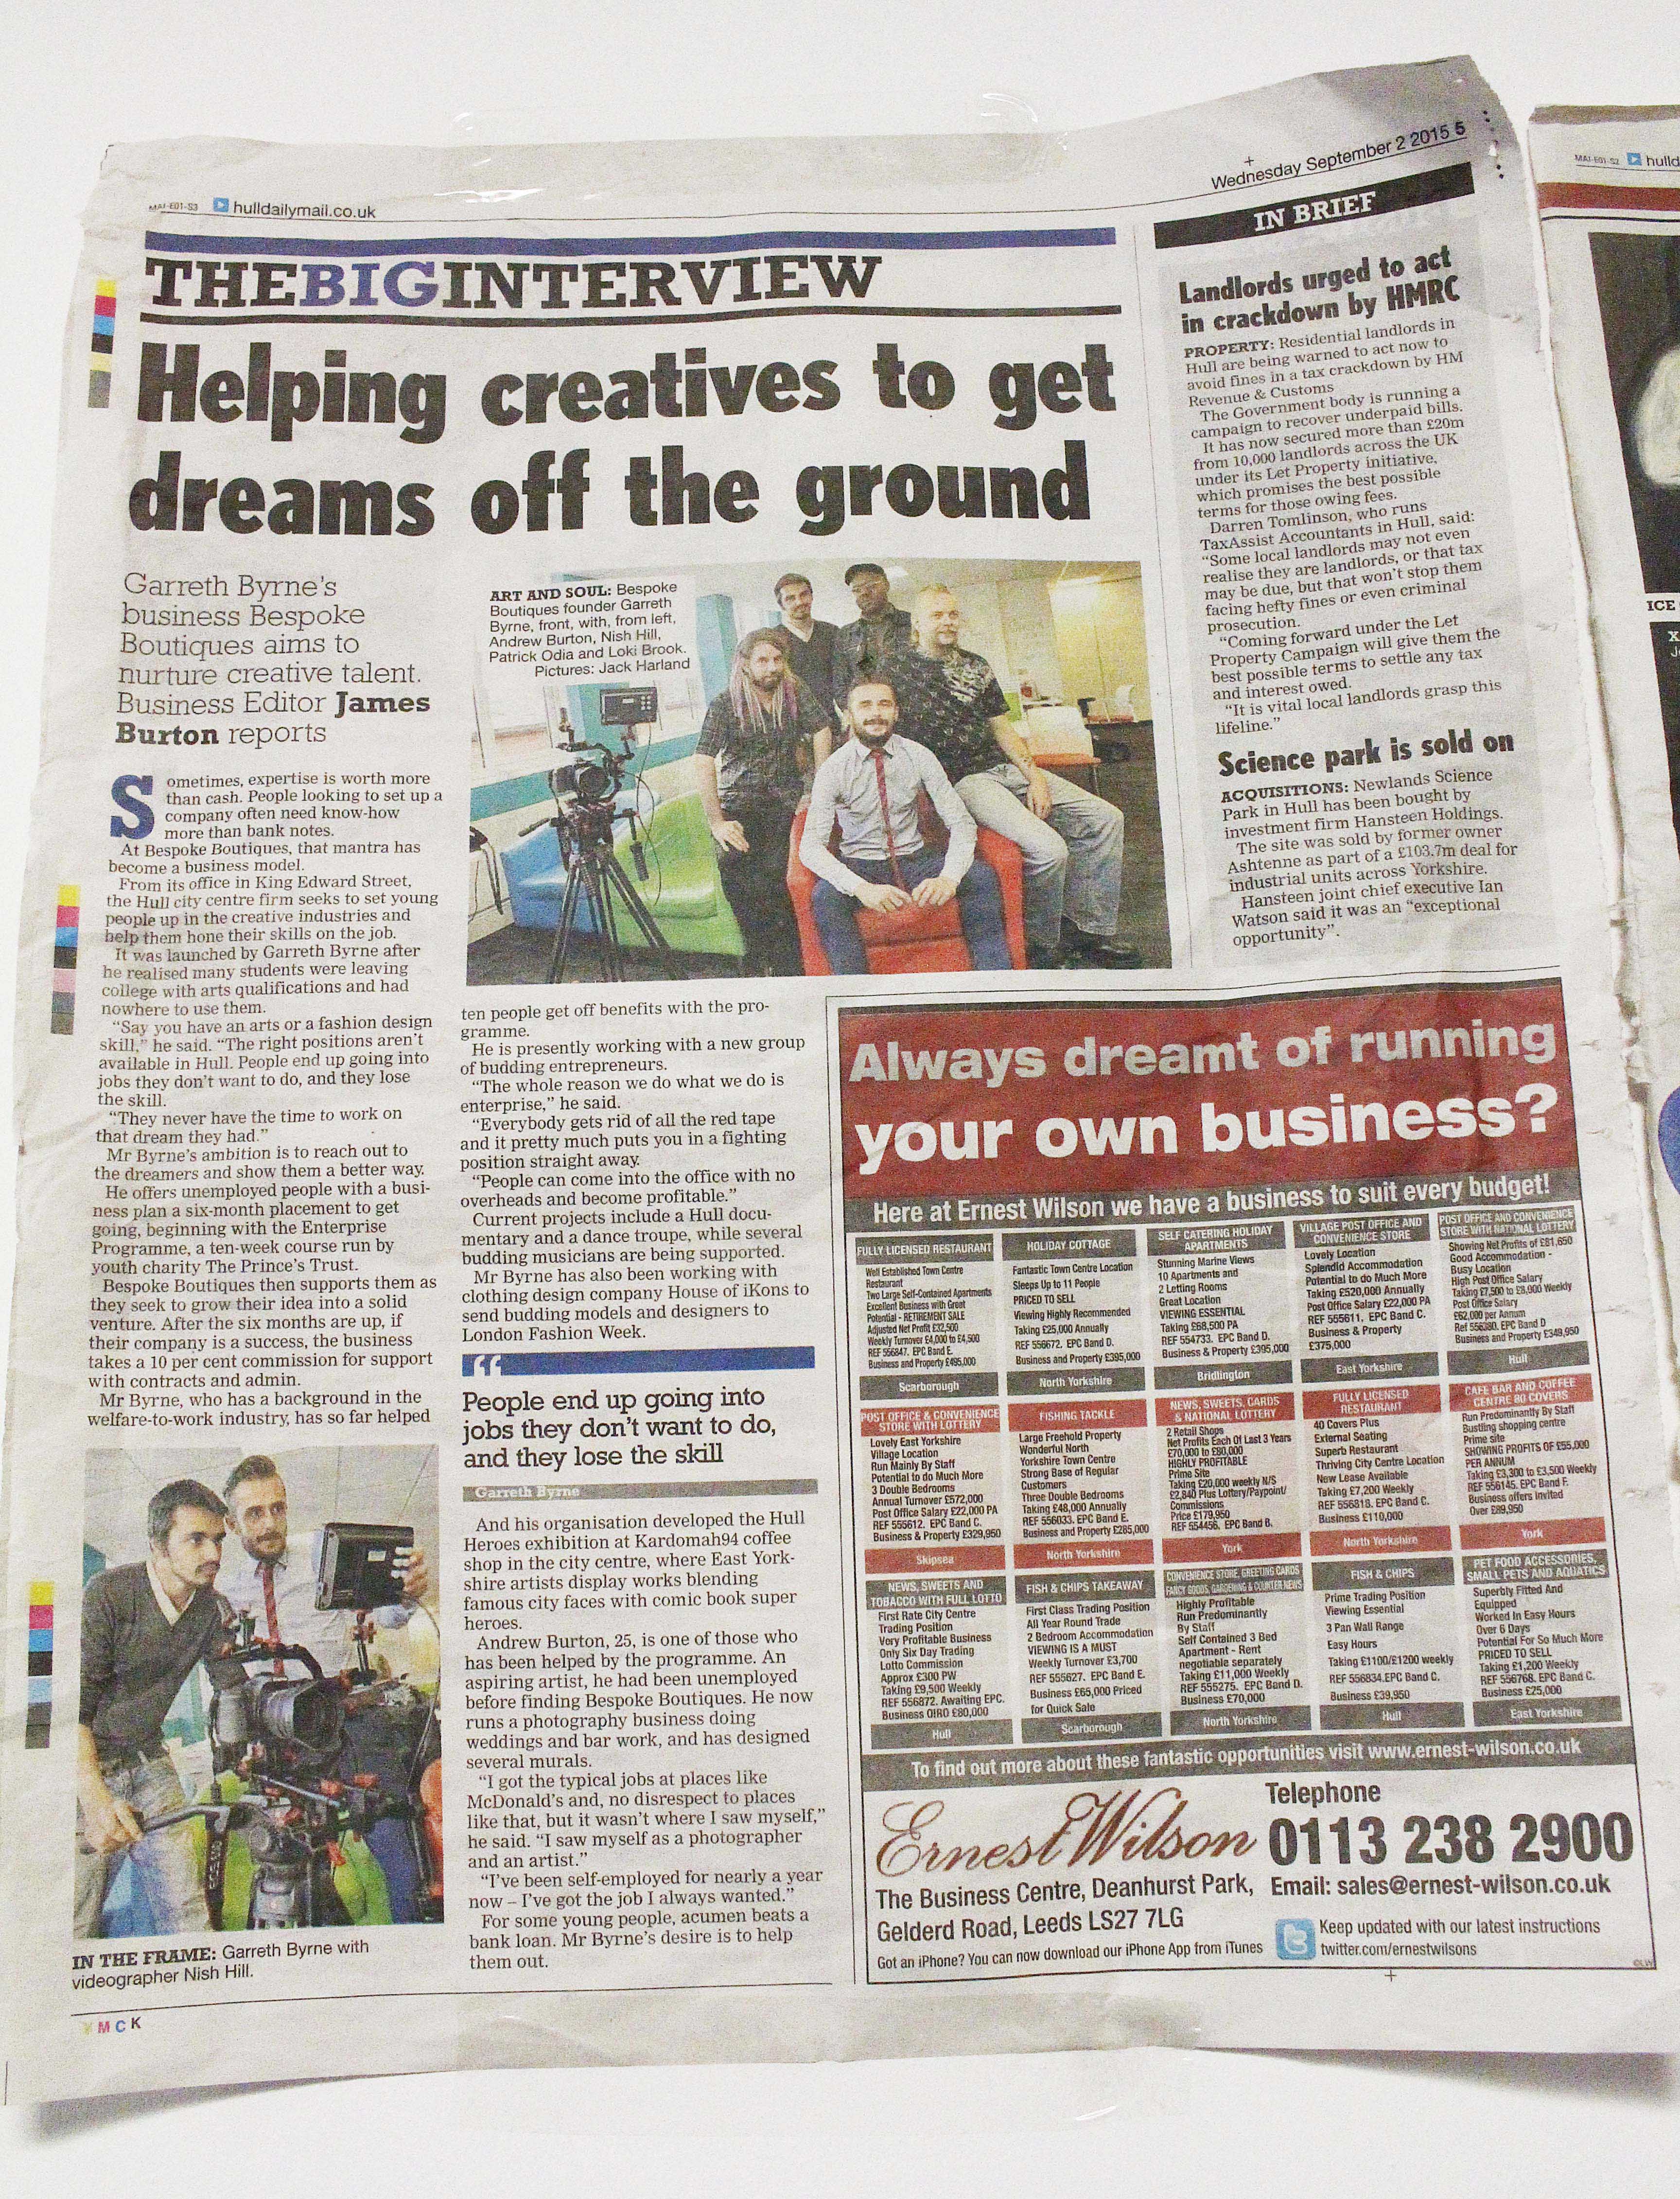 MAI-E01-S3 hulldailymail.co.uk
Wednesday September 2 2015 5
THEBIGINTERVIEW
Helping creatives to get
dreams off the ground
Garreth Byrne's
business Bespoke
Boutiques aims to
nurture creative talent.
Business Editor James
Burton reports
Sometimes, expertise is worth more
than cash. People looking to set up a
company often need know-how
more than bank notes.
At Bespoke Boutiques, that mantra has
become a business model.
From its office in King Edward Street,
the Hull city centre firm seeks to set young
people up in the creative industries and
help them hone their skills on the job.
It was launched by Garreth Byrne after
he realised many students were leaving
college with arts qualifications and had
nowhere to use them.
"Say you have an arts or a fashion design
skill," he said. "The right positions aren't
available in Hull. People end up going into
jobs they don't want to do, and they lose
the skill.
"They never have the time to work on
that dream they had."
Mr Byrne's ambition is to reach out to
the dreamers and show them a better way.
He offers unemployed people with a busi-
ness plan a six-month placement to get
going, beginning with the Enterprise
Programme, a ten-week course run by
youth charity The Prince's Trust.
Bespoke Boutiques then supports them as
they seek to grow their idea into a solid
venture. After the six months are up, if
their company is a success, the business
takes a 10 per cent commission for support
with contracts and admin.
Mr Byrne, who has a background in the
welfare-to-work industry, has so far helped
IN THE FRAME: Garreth Byrne with
videographer Nish Hill.
YMCK
ART AND SOUL: Bespoke
Boutiques founder Garreth
Byrne, front, with, from left,
Andrew Burton, Nish Hill,
Patrick Odia and Loki Brook.
Pictures: Jack Harland
ten people get off benefits with the pro-
gramme.
He is presently working with a new group
of budding entrepreneurs.
"The whole reason we do what we do is
enterprise," he said.
"Everybody gets rid of all the red tape
and it pretty much puts you in a fighting
position straight away.
"People can come into the office with no
overheads and become profitable."
Current projects include a Hull docu-
mentary and a dance troupe, while several
budding musicians are being supported.
Mr Byrne has also been working with
clothing design company House of iKons to
send budding models and designers to
London Fashion Week.
"
People end up going into
jobs they don't want to do,
and they lose the skill
Garreth Byrne
And his organisation developed the Hull
Heroes exhibition at Kardomah94 coffee
shop in the city centre, where East York-
shire artists display works blending
famous city faces with comic book super
heroes.
Andrew Burton, 25, is one of those who
has been helped by the programme. An
aspiring artist, he had been unemployed
before finding Bespoke Boutiques. He now
runs a photography business doing
weddings and bar work, and has designed
several murals.
"I got the typical jobs at places like
McDonald's and, no disrespect to places
like that, but it wasn't where I saw myself,"
he said. "I saw myself as a photographer
and an artist."
"I've been self-employed for nearly a year
now – I've got the job I always wanted."
For some young people, acumen beats a
bank loan. Mr Byrne's desire is to help
them out.
IN BRIEF
Landlords urged to act
in crackdown by HMRC
PROPERTY: Residential landlords in
Hull are being warned to act now to
avoid fines in a tax crackdown by HM
Revenue & Customs
The Government body is running a
campaign to recover underpaid bills.
It has now secured more than £20m
from 10,000 landlords across the UK
under its Let Property initiative,
which promises the best possible
terms for those owing fees.
Darren Tomlinson, who runs
TaxAssist Accountants in Hull, said:
"Some local landlords may not even
realise they are landlords, or that tax
may be due, but that won't stop them
facing hefty fines or even criminal
prosecution.
"Coming forward under the Let
Property Campaign will give them the
best possible terms to settle any tax
and interest owed.
"It is vital local landlords grasp this
lifeline."
Science park is sold on
ACQUISITIONS: Newlands Science
Park in Hull has been bought by
investment firm Hansteen Holdings.
The site was sold by former owner
Ashtenne as part of a £103.7m deal for
industrial units across Yorkshire.
Hansteen joint chief executive Ian
Watson said it was an "exceptional
opportunity".
Always dreamt of running
your own business?
Here at Ernest Wilson we have a business to suit every budget!
FULLY LICENSED RESTAURANT
Well Established Town Centre
Restaurant
Two Large Self-Contained Apartments
Excellent Business with Great
Potential - RETIREMENT SALE
Adjusted Net Profit £32,500
Weekly Turnover £4,000 to £4,500
REF 556847. EPC Band E.
Business and Property £495,000
Scarborough
HOLIDAY COTTAGE
Fantastic Town Centre Location
Sleeps Up to 11 People
PRICED TO SELL
Viewing Highly Recommended
Taking £25,000 Annually
REF 556672. EPC Band D.
Business and Property £395,000
North Yorkshire
SELF CATERING HOLIDAY
APARTMENTS
Stunning Marine Views
10 Apartments and
2 Letting Rooms
Great Location
VIEWING ESSENTIAL
Taking £68,500 PA
REF 554733. EPC Band D.
Business & Property £395,000
Bridlington
VILLAGE POST OFFICE AND
CONVENIENCE STORE
Lovely Location
Splendid Accommodation
Potential to do Much More
Taking £520,000 Annually
Post Office Salary £22,000 PA
REF 555611. EPC Band C.
Business & Property
£375,000
East Yorkshire
POST OFFICE AND CONVENIENCE
STORE WITH NATIONAL LOTTERY
Showing Net Profits of £81,650
Good Accommodation -
Busy Location
High Post Office Salary
Taking £7,500 to £8,000 Weekly
Post Office Salary
£62,000 per Annum
Ref 556380. EPC Band D
Business and Property £349,950
Hull
POST OFFICE & CONVENIENCE
STORE WITH LOTTERY
Lovely East Yorkshire
Village Location
Run Mainly By Staff
Potential to do Much More
3 Double Bedrooms
Annual Turnover £572,000
Post Office Salary £22,000 PA
REF 555612. EPC Band C.
Business & Property £329,950
Skipsea
FISHING TACKLE
Large Freehold Property
Wonderful North
Yorkshire Town Centre
Strong Base of Regular
Customers
Three Double Bedrooms
Taking £48,000 Annually
REF 556033. EPC Band E.
Business and Property £285,000
North Yorkshire
NEWS, SWEETS, CARDS
& NATIONAL LOTTERY
2 Retail Shops
Net Profits Each Of Last 3 Years
£70,000 to £80,000
HIGHLY PROFITABLE
Prime Site
Taking £20,000 weekly N/S
£2,840 Plus Lottery/Paypoint/
Commissions
Price £179,950
REF 554456. EPC Band B.
York
FULLY LICENSED
RESTAURANT
40 Covers Plus
External Seating
Superb Restaurant
Thriving City Centre Location
New Lease Available
Taking £7,200 Weekly
REF 556818. EPC Band C.
Business £110,000
North Yorkshire
CAFE BAR AND COFFEE
CENTRE 80 COVERS
Run Predominantly By Staff
Bustling shopping centre
Prime site
SHOWING PROFITS OF £55,000
PER ANNUM
Taking £3,300 to £3,500 Weekly
REF 556145. EPC Band F.
Business offers invited
Over £89,950
York
NEWS, SWEETS AND
TOBACCO WITH FULL LOTTO
First Rate City Centre
Trading Position
Very Profitable Business
Only Six Day Trading
Lotto Commission
Approx £300 PW
Taking £9,500 Weekly
REF 556872. Awaiting EPC.
Business OIRO £80,000
Hull
FISH & CHIPS TAKEAWAY
First Class Trading Position
All Year Round Trade
2 Bedroom Accommodation
VIEWING IS A MUST
Weekly Turnover £3,700
REF 555627. EPC Band E.
Business £65,000 Priced
for Quick Sale
Scarborough
CONVENIENCE STORE, GREETING CARDS
FANCY GOODS, GARDENING & COUNTER NEWS
Highly Profitable
Run Predominantly
By Staff
Self Contained 3 Bed
Apartment - Rent
negotiable separately
Taking £11,000 Weekly
REF 555275. EPC Band D.
Business £70,000
North Yorkshire
FISH & CHIPS
Prime Trading Position
Viewing Essential
3 Pan Wall Range
Easy Hours
Taking £1100/£1200 weekly
REF 556834.EPC Band C.
Business £39,950
Hull
PET FOOD ACCESSORIES,
SMALL PETS AND AQUATICS
Superbly Fitted And
Equipped
Worked In Easy Hours
Over 6 Days
Potential For So Much More
PRICED TO SELL
Taking £1,200 Weekly
REF 556768. EPC Band C.
Business £25,000
East Yorkshire
To find out more about these fantastic opportunities visit www.ernest-wilson.co.uk
Ernest Wilson
Telephone
0113 238 2900
The Business Centre, Deanhurst Park,
Gelderd Road, Leeds LS27 7LG
Email: sales@ernest-wilson.co.uk
Got an iPhone? You can now download our iPhone App from iTunes
Keep updated with our latest instructions
twitter.com/ernestwilsons
©LW
MAI-E01-S2 hulld
ICE